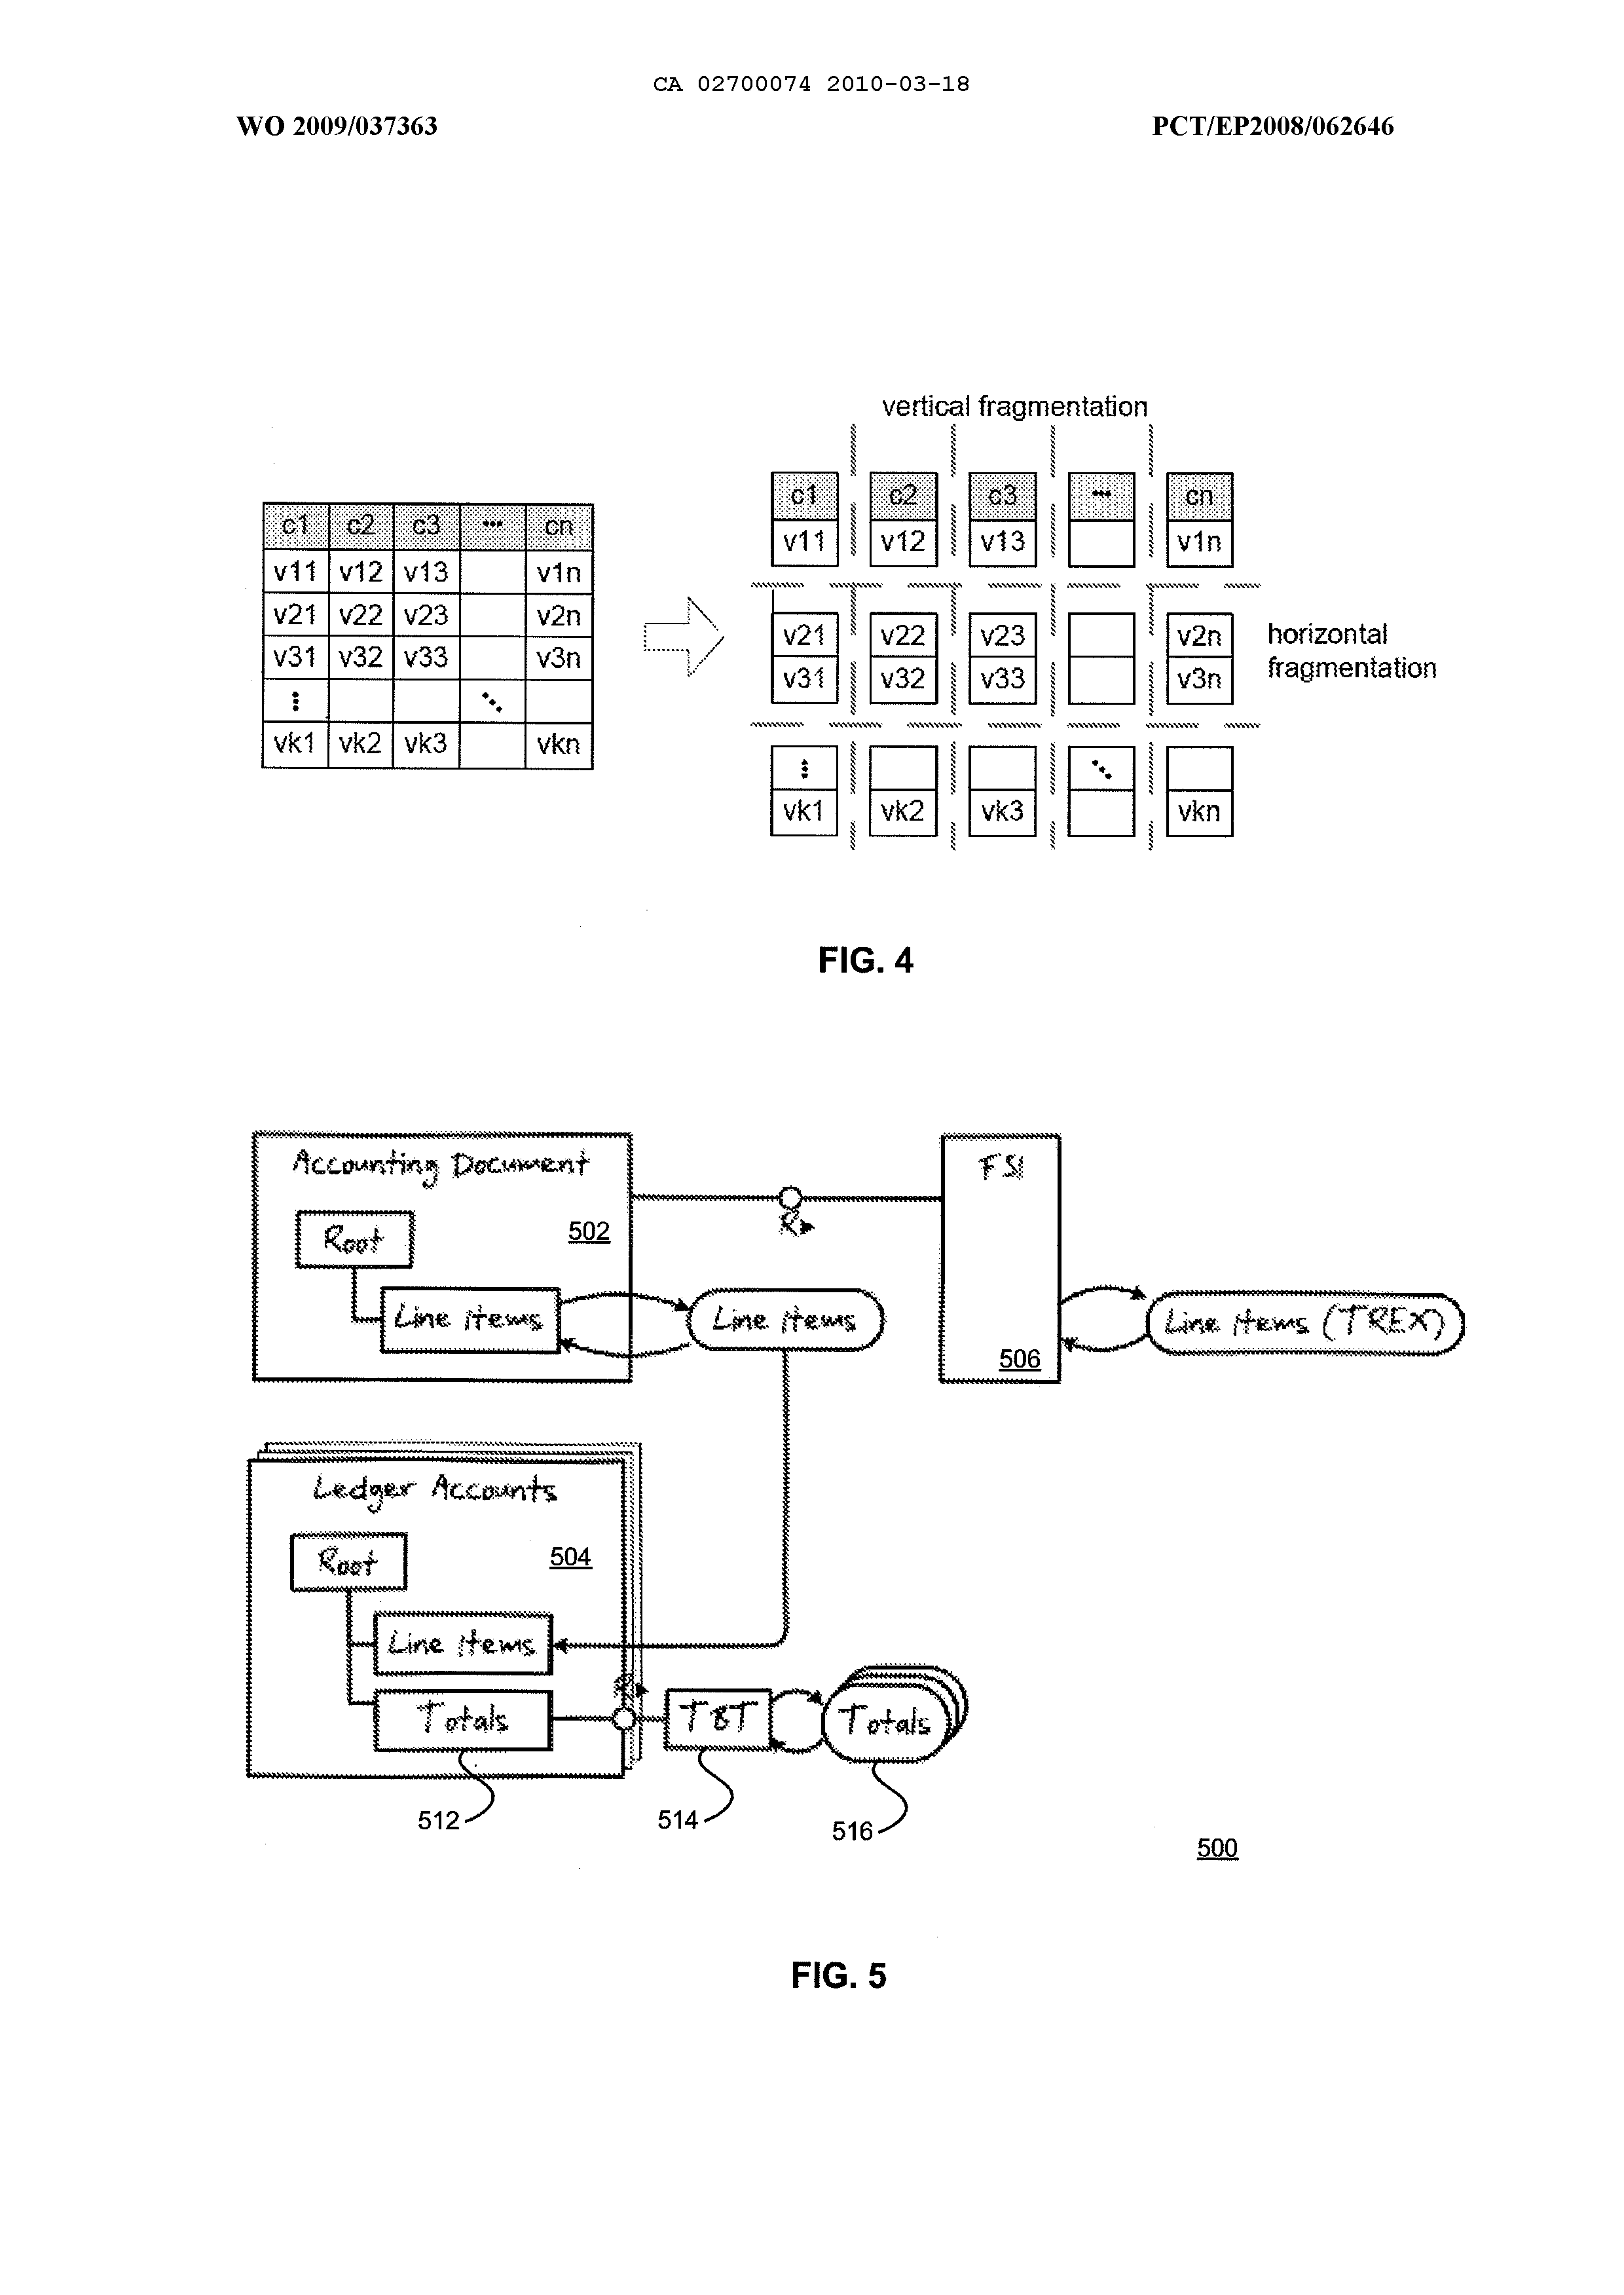 CA 02700074 2010-03-18
WO 2009/037363
PCT/EP2008/062646
vertical fragmentation
c1 c2 c3 ... cn
v11 v12 v13 v1n
v21 v22 v23 v2n
v31 v32 v33 v3n
vk1 vk2 vk3 vkn
c1 c2 c3 ... cn
v11 v12 v13 v1n
v21 v22 v23 v2n
v31 v32 v33 v3n
vk1 vk2 vk3 vkn
horizontal
fragmentation
FIG. 4
Accounting Document
502
Root
Line Items
Line Items
R
FSI
506
Line Items (TREX)
Ledger Accounts
504
Root
Line Items
Totals
R
TBT
Totals
512
514
516
500
FIG. 5